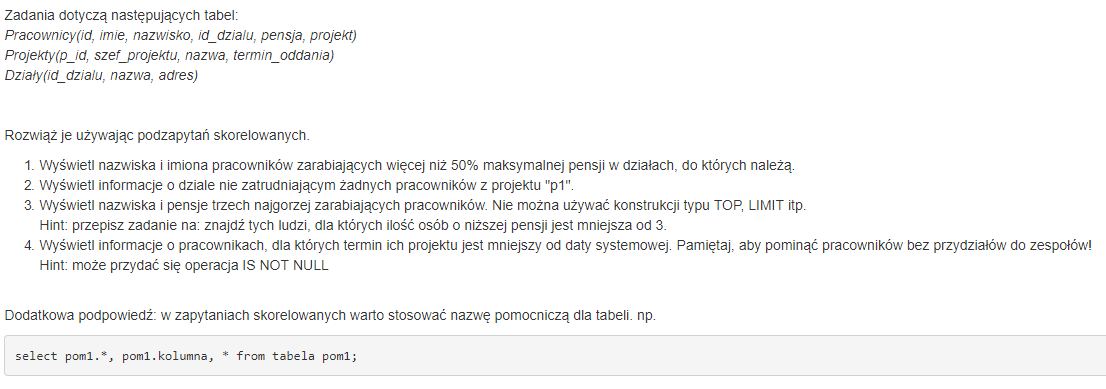 Zadania dotyczą następujących tabel:
Pracownicy(id, imie, nazwisko, id_dzialu, pensja, projekt)
Projekty(p_id, szef_projektu, nazwa, termin_oddania)
Działy(id_dzialu, nazwa, adres)
Rozwiąż je używając podzapytań skorelowanych.
1. Wyświetl nazwiska i imiona pracowników zarabiających więcej niż 50% maksymalnej pensji w działach, do których należą.
2. Wyświetl informacje o dziale nie zatrudniającym żadnych pracowników z projektu "p1".
3. Wyświetl nazwiska i pensje trzech najgorzej zarabiających pracowników. Nie można używać konstrukcji typu TOP, LIMIT itp.
Hint: przepisz zadanie na: znajdź tych ludzi, dla których ilość osób o niższej pensji jest mniejsza od 3.
4. Wyświetl informacje o pracownikach, dla których termin ich projektu jest mniejszy od daty systemowej. Pamiętaj, aby pominąć pracowników bez przydziałów do zespołów!
Hint: może przydać się operacja IS NOT NULL
Dodatkowa podpowiedź: w zapytaniach skorelowanych warto stosować nazwę pomocniczą dla tabeli. np.
select pom1.*, pom1.kolumna, * from tabela pom1;